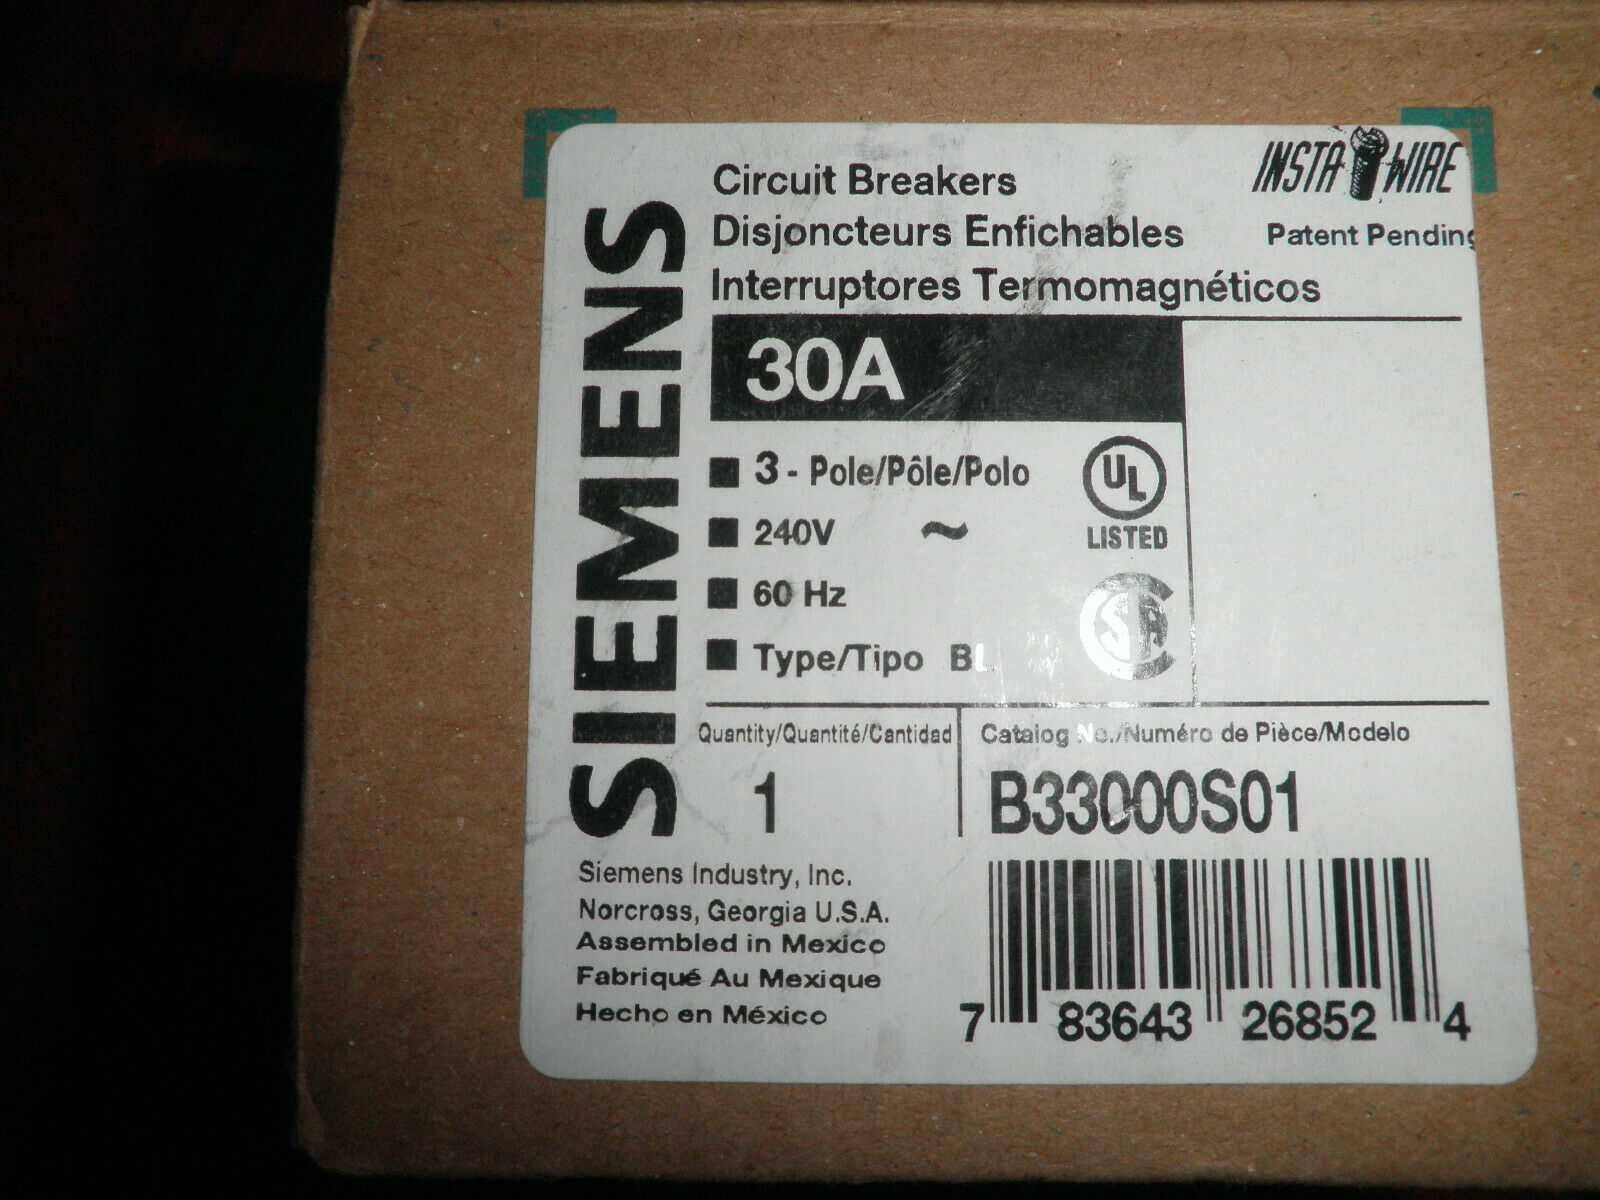 SIEMENS
Circuit Breakers
Disjoncteurs Enfichables
Interruptores Termomagnéticos
INSTA WIRE
Patent Pending
30A
3 - Pole/Pôle/Polo
240V ~
60 Hz
Type/Tipo BL
UL
LISTED
SA
Quantity/Quantité/Cantidad
1
Catalog No./Numéro de Pièce/Modelo
B33000S01
Siemens Industry, Inc.
Norcross, Georgia U.S.A.
Assembled in Mexico
Fabriqué Au Mexique
Hecho en México
7 83643 26852 4